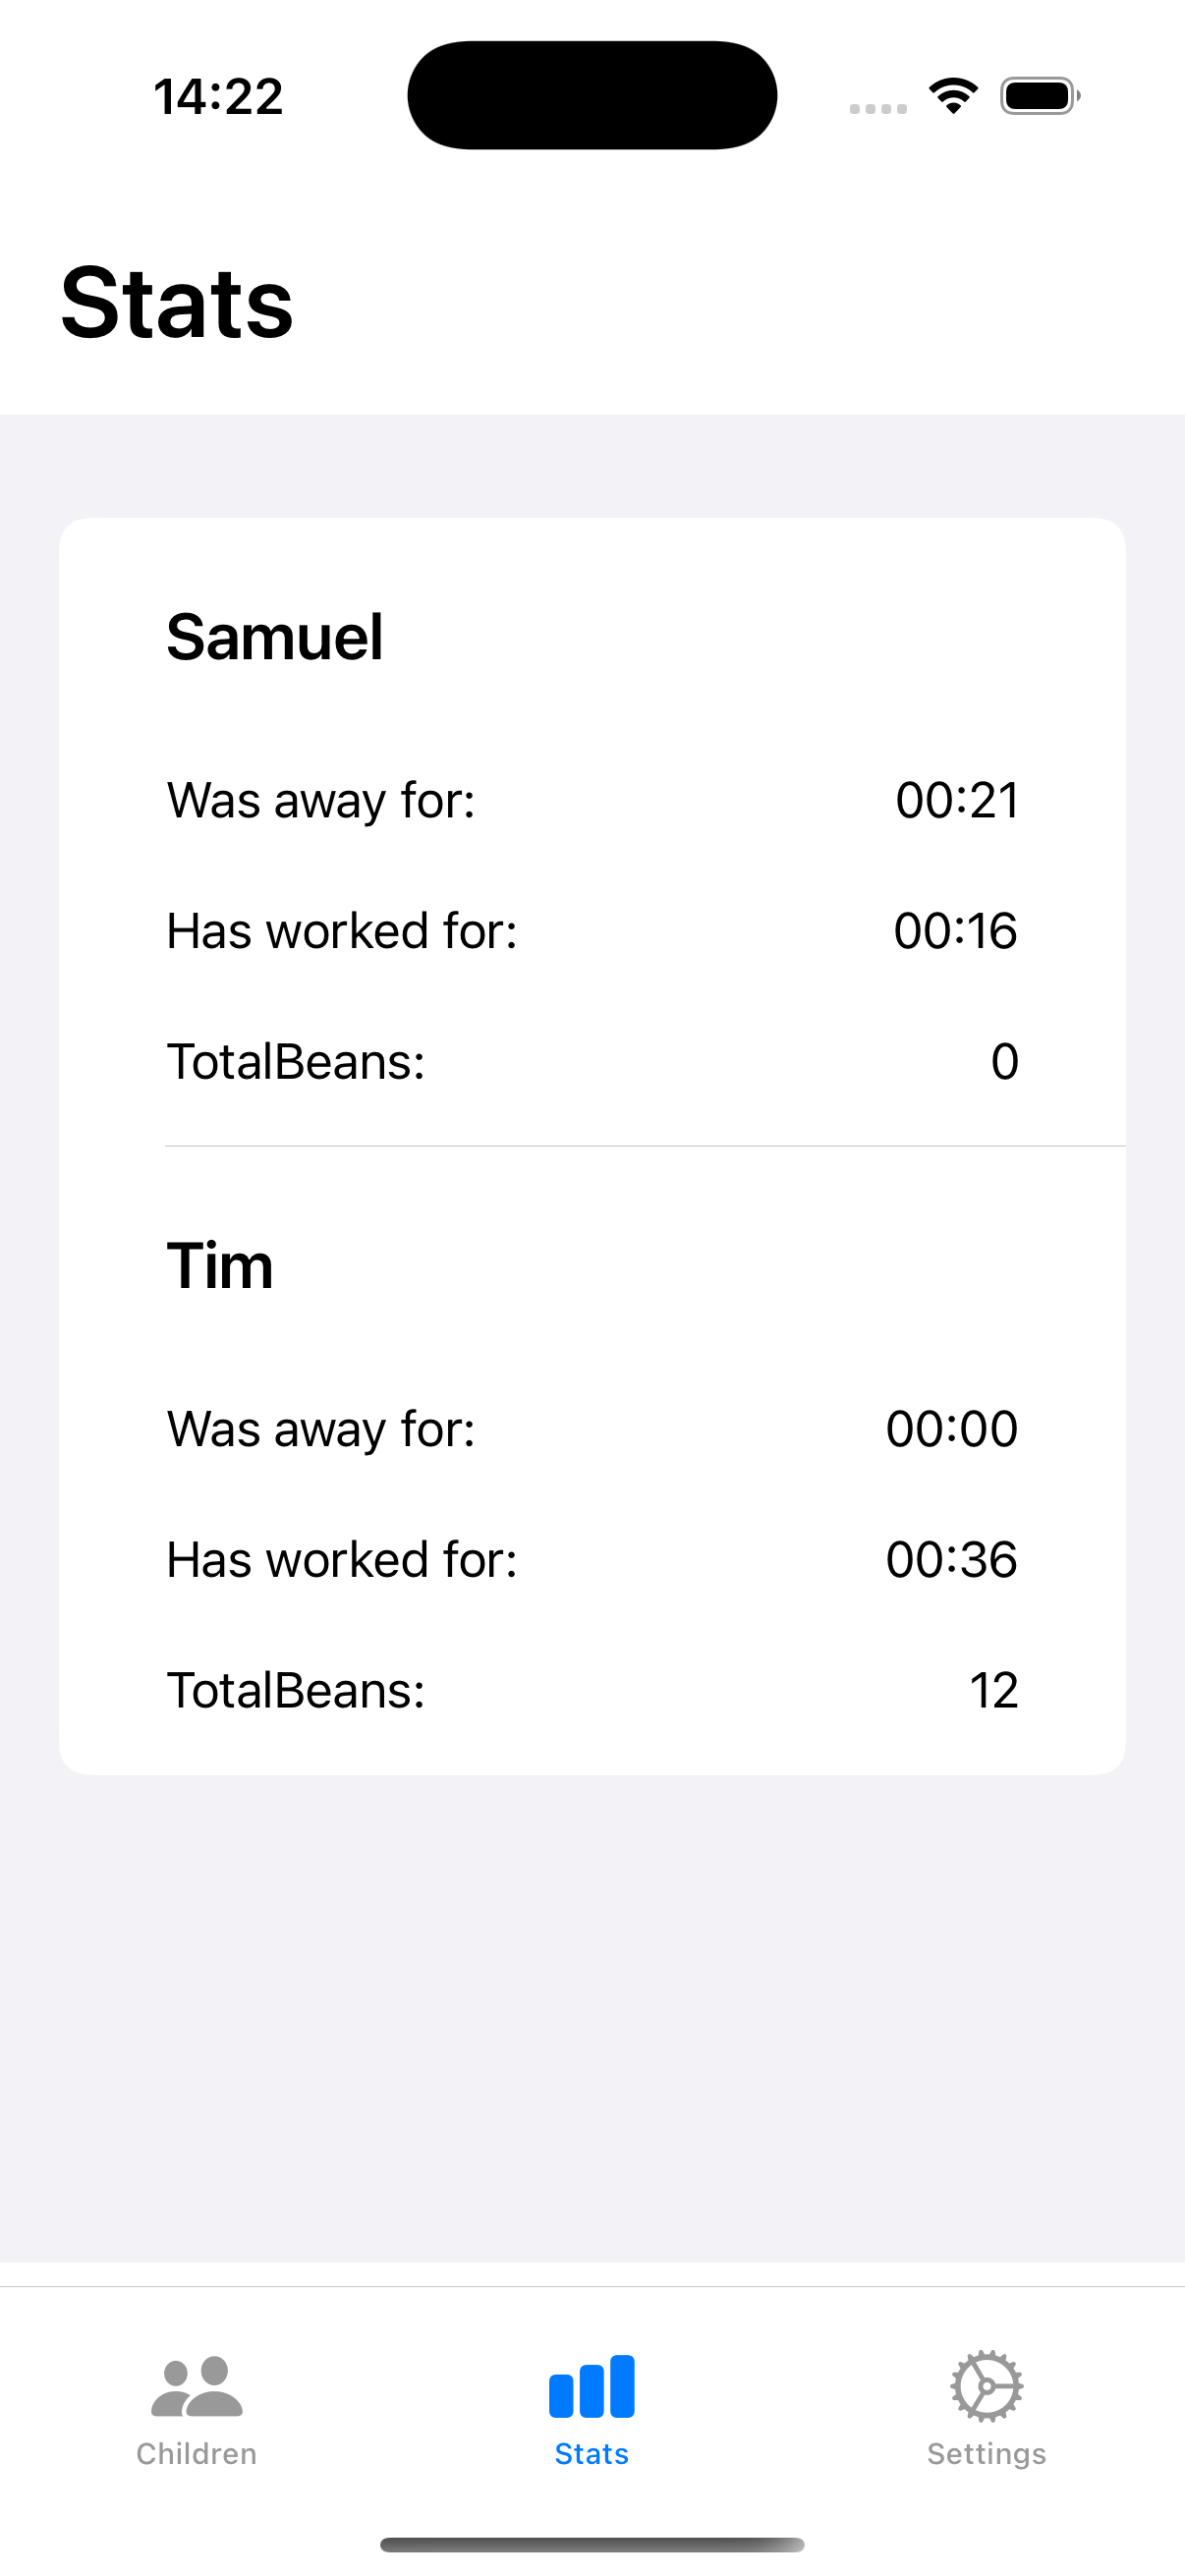 14:22
Stats
Samuel
Was away for: 00:21
Has worked for: 00:16
TotalBeans: 0
Tim
Was away for: 00:00
Has worked for: 00:36
TotalBeans: 12
Children Stats Settings